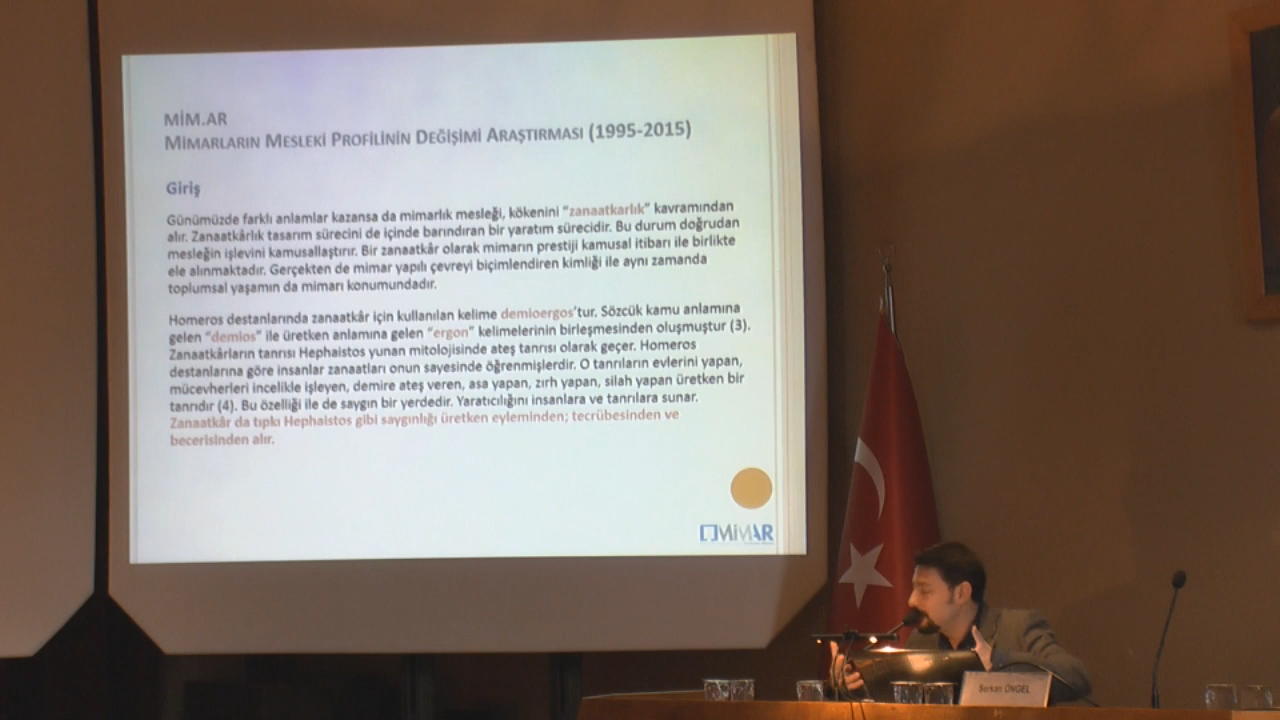 MİM.AR
MİMARLARIN MESLEKİ PROFİLİNİN DEĞİŞİMİ ARAŞTIRMASI (1995-2015)
Giriş
Günümüzde farklı anlamlar kazansa da mimarlık mesleği, kökenini "zanaatkarlık" kavramından
alır. Zanaatkârlık tasarım sürecini de içinde barındıran bir yaratım sürecidir. Bu durum doğrudan
mesleğin işlevini kamusallaştırır. Bir zanaatkâr olarak mimarın prestiji kamusal itibarı ile birlikte
ele alınmaktadır. Gerçekten de mimar yapılı çevreyi biçimlendiren kimliği ile aynı zamanda
toplumsal yaşamın da mimarı konumundadır.
Homeros destanlarında zanaatkâr için kullanılan kelime demioergos'tur. Sözcük kamu anlamına
gelen "demios" ile üretken anlamına gelen "ergon" kelimelerinin birleşmesinden oluşmuştur (3).
Zanaatkârların tanrısı Hephaistos yunan mitolojisinde ateş tanrısı olarak geçer. Homeros
destanlarına göre insanlar zanaatları onun sayesinde öğrenmişlerdir. O tanrıların evlerini yapan,
mücevherleri incelikle işleyen, demire ateş veren, asa yapan, zırh yapan, silah yapan üretken bir
tanrıdır (4). Bu özelliği ile de saygın bir yerdedir. Yaratıcılığını insanlara ve tanrılara sunar.
Zanaatkâr da tıpkı Hephaistos gibi saygınlığı üretken eyleminden; tecrübesinden ve
becerisinden alır.
MİMAR
Serkan ÖNGEL